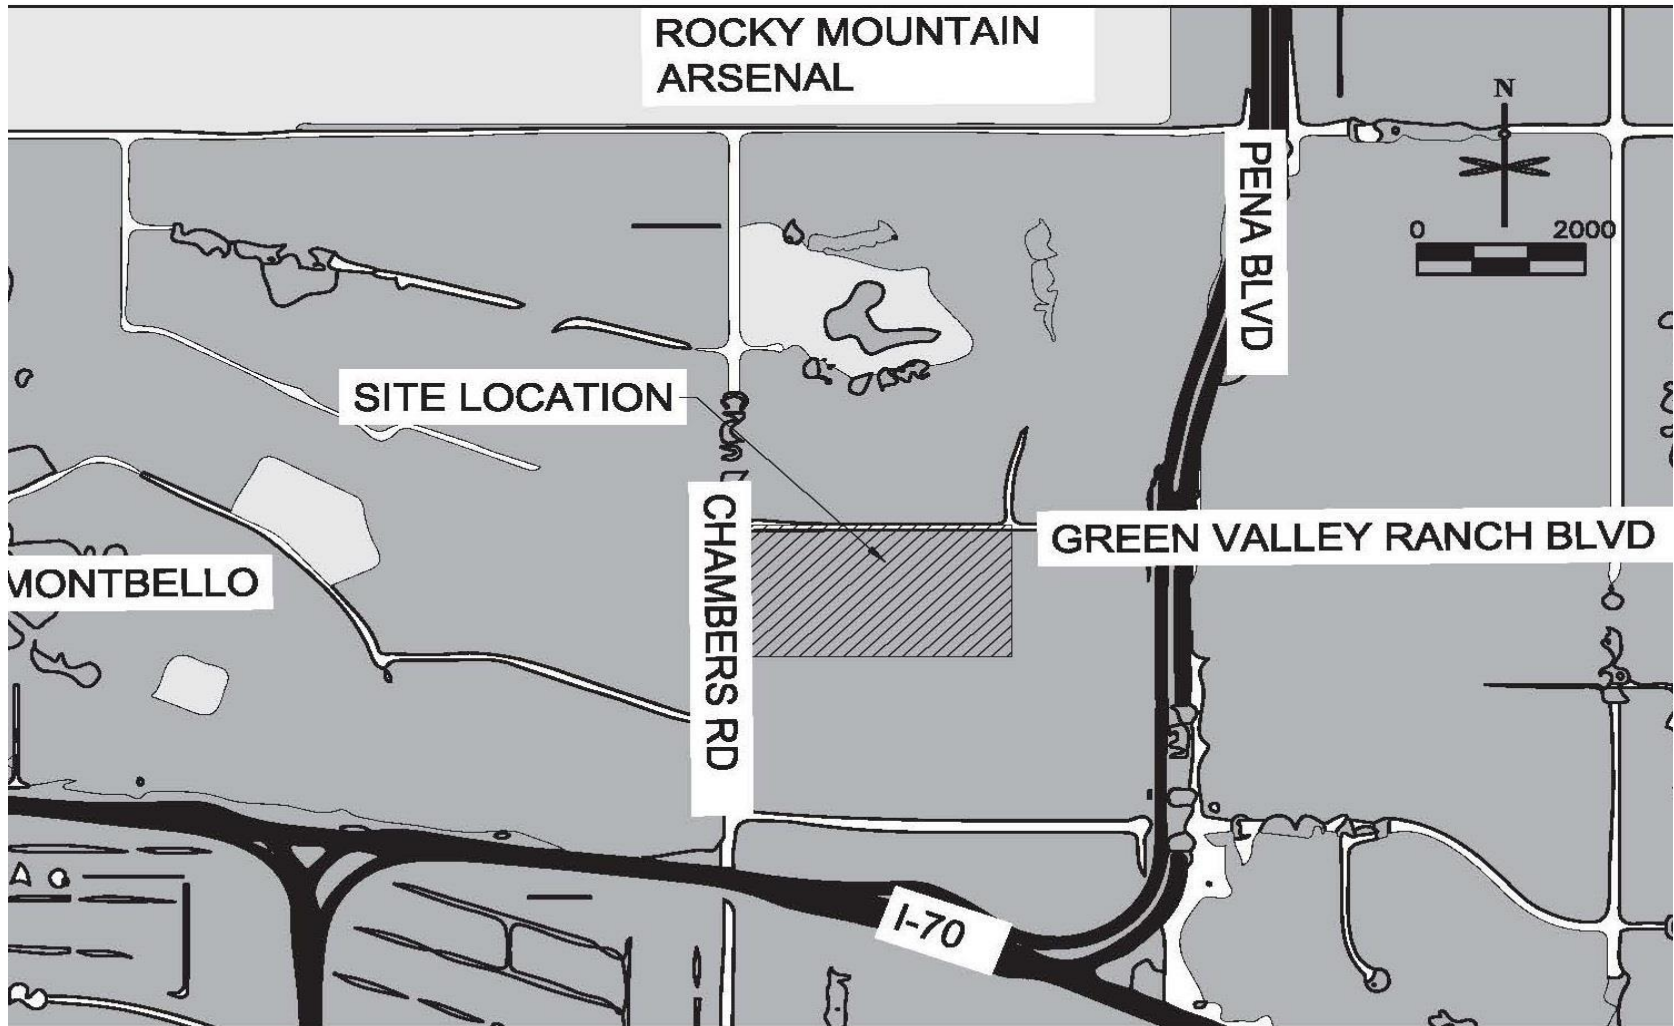 ROCKY MOUNTAIN
ARSENAL
N
0 2000
PENA BLVD
SITE LOCATION
CHAMBERS RD
GREEN VALLEY RANCH BLVD
MONTBELLO
I-70